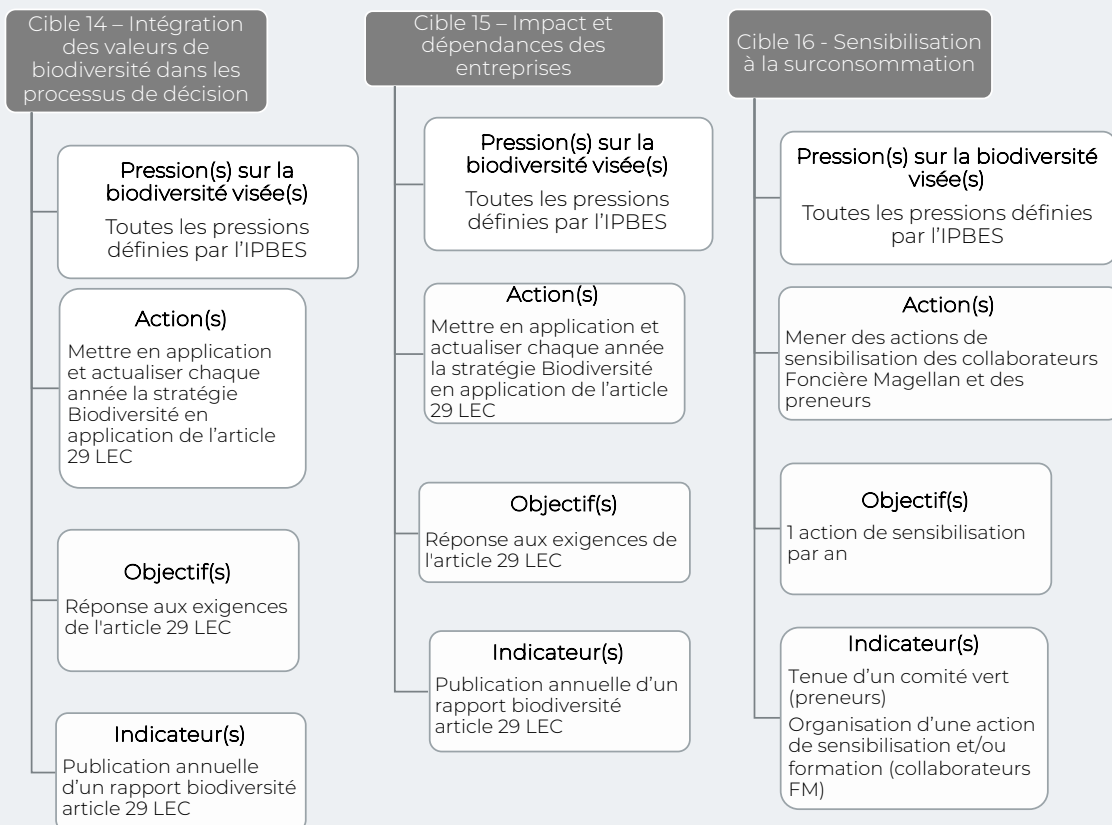 Cible 14 – Intégration
des valeurs de
biodiversité dans les
processus de décision
Pression(s) sur la
biodiversité visée(s)
Toutes les pressions
définies par l'IPBES
Action(s)
Mettre en application
et actualiser chaque
année la stratégie
Biodiversité en
application de l'article
29 LEC
Objectif(s)
Réponse aux exigences
de l'article 29 LEC
Indicateur(s)
Publication annuelle
d'un rapport biodiversité
article 29 LEC
Cible 15 – Impact et
dépendances des
entreprises
Pression(s) sur la
biodiversité visée(s)
Toutes les pressions
définies par l'IPBES
Action(s)
Mettre en application et
actualiser chaque année
la stratégie Biodiversité
en application de l'article
29 LEC
Objectif(s)
Réponse aux exigences de
l'article 29 LEC
Indicateur(s)
Publication annuelle d'un
rapport biodiversité
article 29 LEC
Cible 16 - Sensibilisation
à la surconsommation
Pression(s) sur la biodiversité
visée(s)
Toutes les pressions définies
par l'IPBES
Action(s)
Mener des actions de
sensibilisation des collaborateurs
Foncière Magellan et des
preneurs
Objectif(s)
1 action de sensibilisation
par an
Indicateur(s)
Tenue d'un comité vert
(preneurs)
Organisation d'une action
de sensibilisation et/ou
formation (collaborateurs
FM)